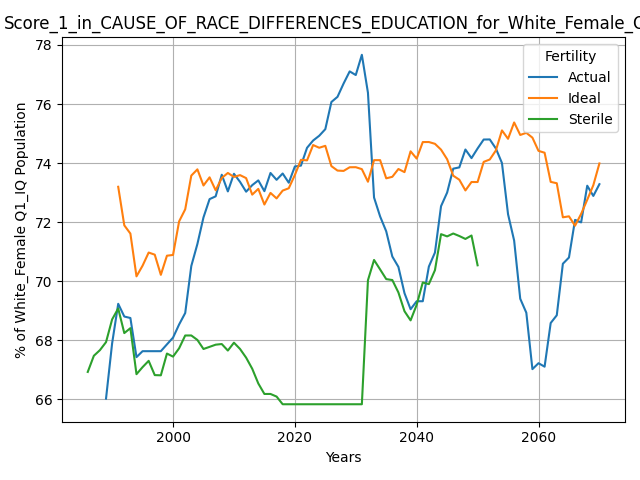 Score_1_in_CAUSE_OF_RACE_DIFFERENCES_EDUCATION_for_White_Female_
Fertility
Actual
Ideal
Sterile
% of White_Female Q1_IQ Population
78
76
74
72
70
68
66
2000
2020
2040
2060
Years